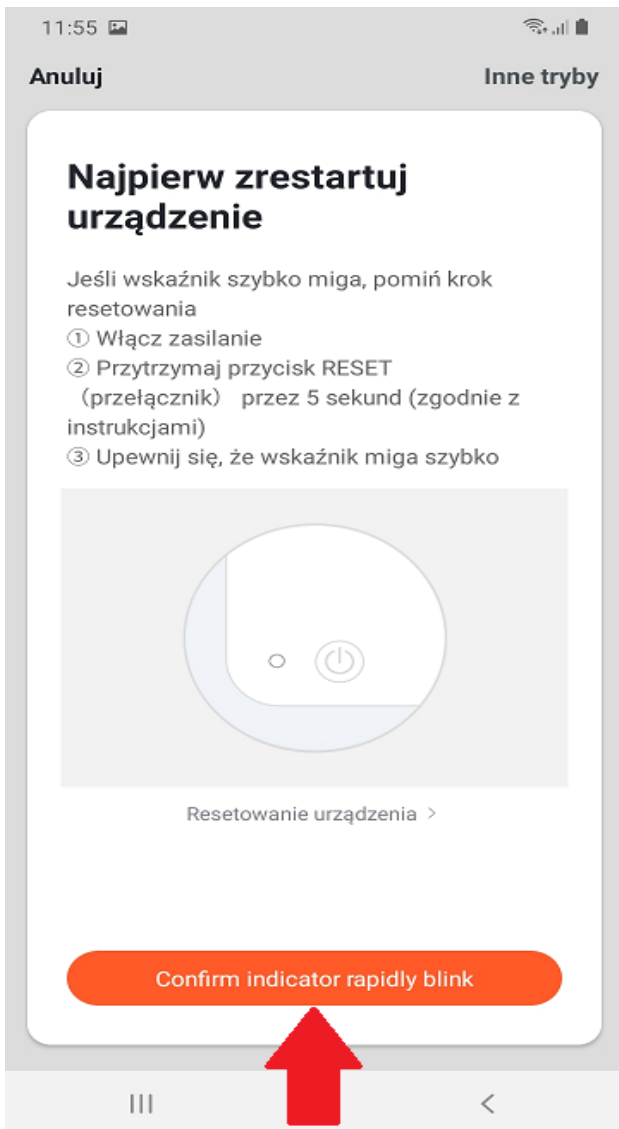 11:55
Anuluj
Inne tryby
Najpierw zrestartuj
urządzenie
Jeśli wskaźnik szybko miga, pomiń krok
resetowania
① Włącz zasilanie
② Przytrzymaj przycisk RESET
（przełącznik） przez 5 sekund (zgodnie z
instrukcjami)
③ Upewnij się, że wskaźnik miga szybko
Resetowanie urządzenia >
Confirm indicator rapidly blink